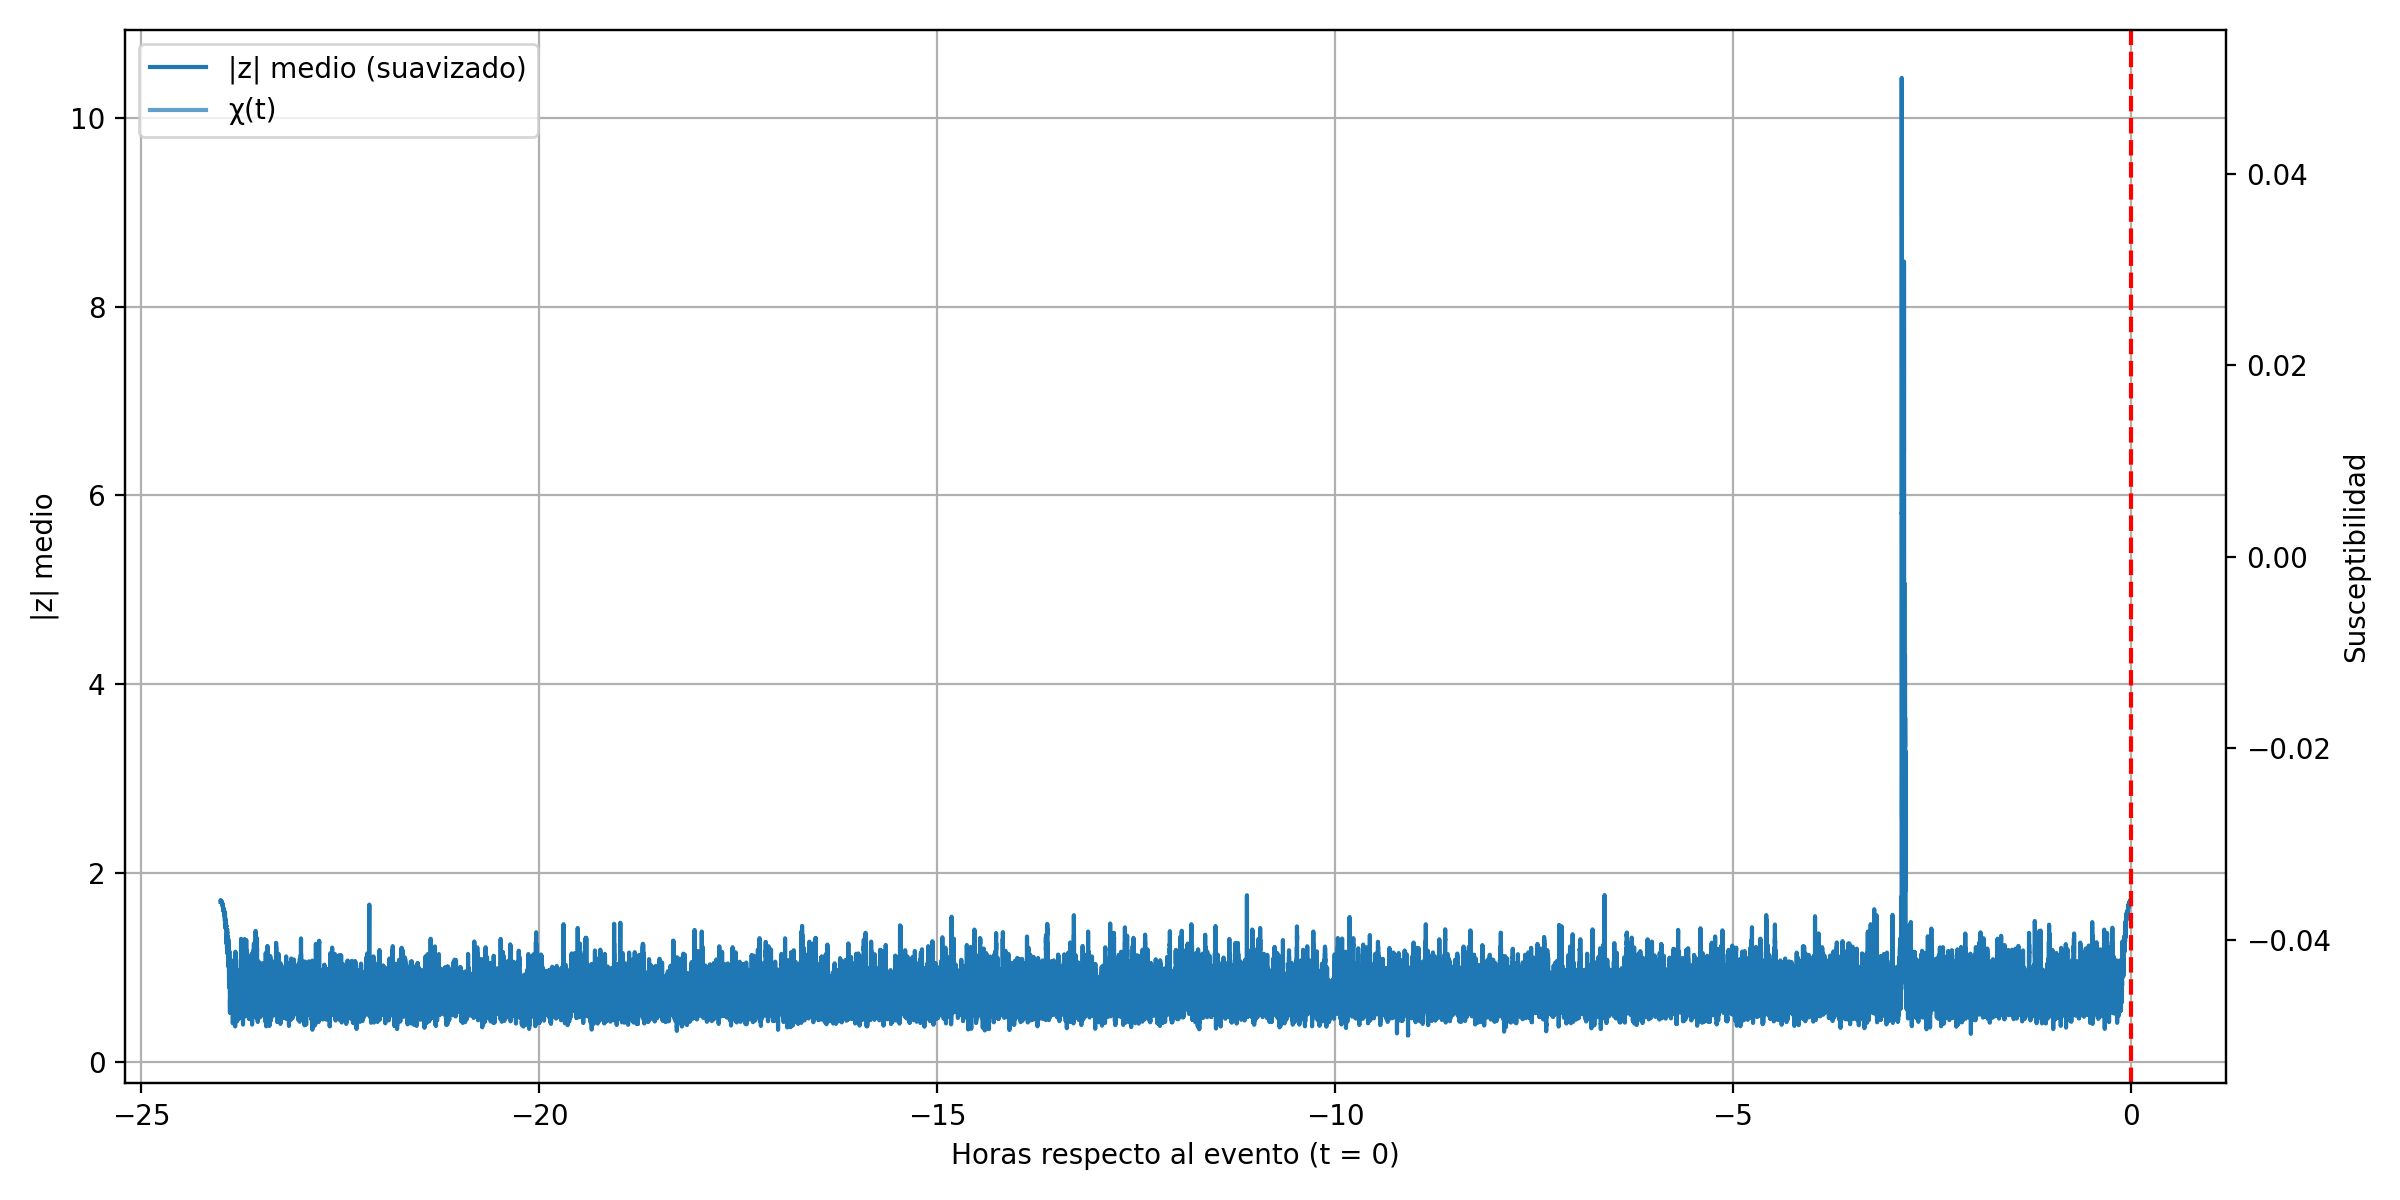 |z| medio (suavizado)
χ(t)
10
8
6
4
2
0
|z| medio
0.04
0.02
0.00
−0.02
−0.04
Susceptibilidad
−25 −20 −15 −10 −5 0
Horas respecto al evento (t = 0)